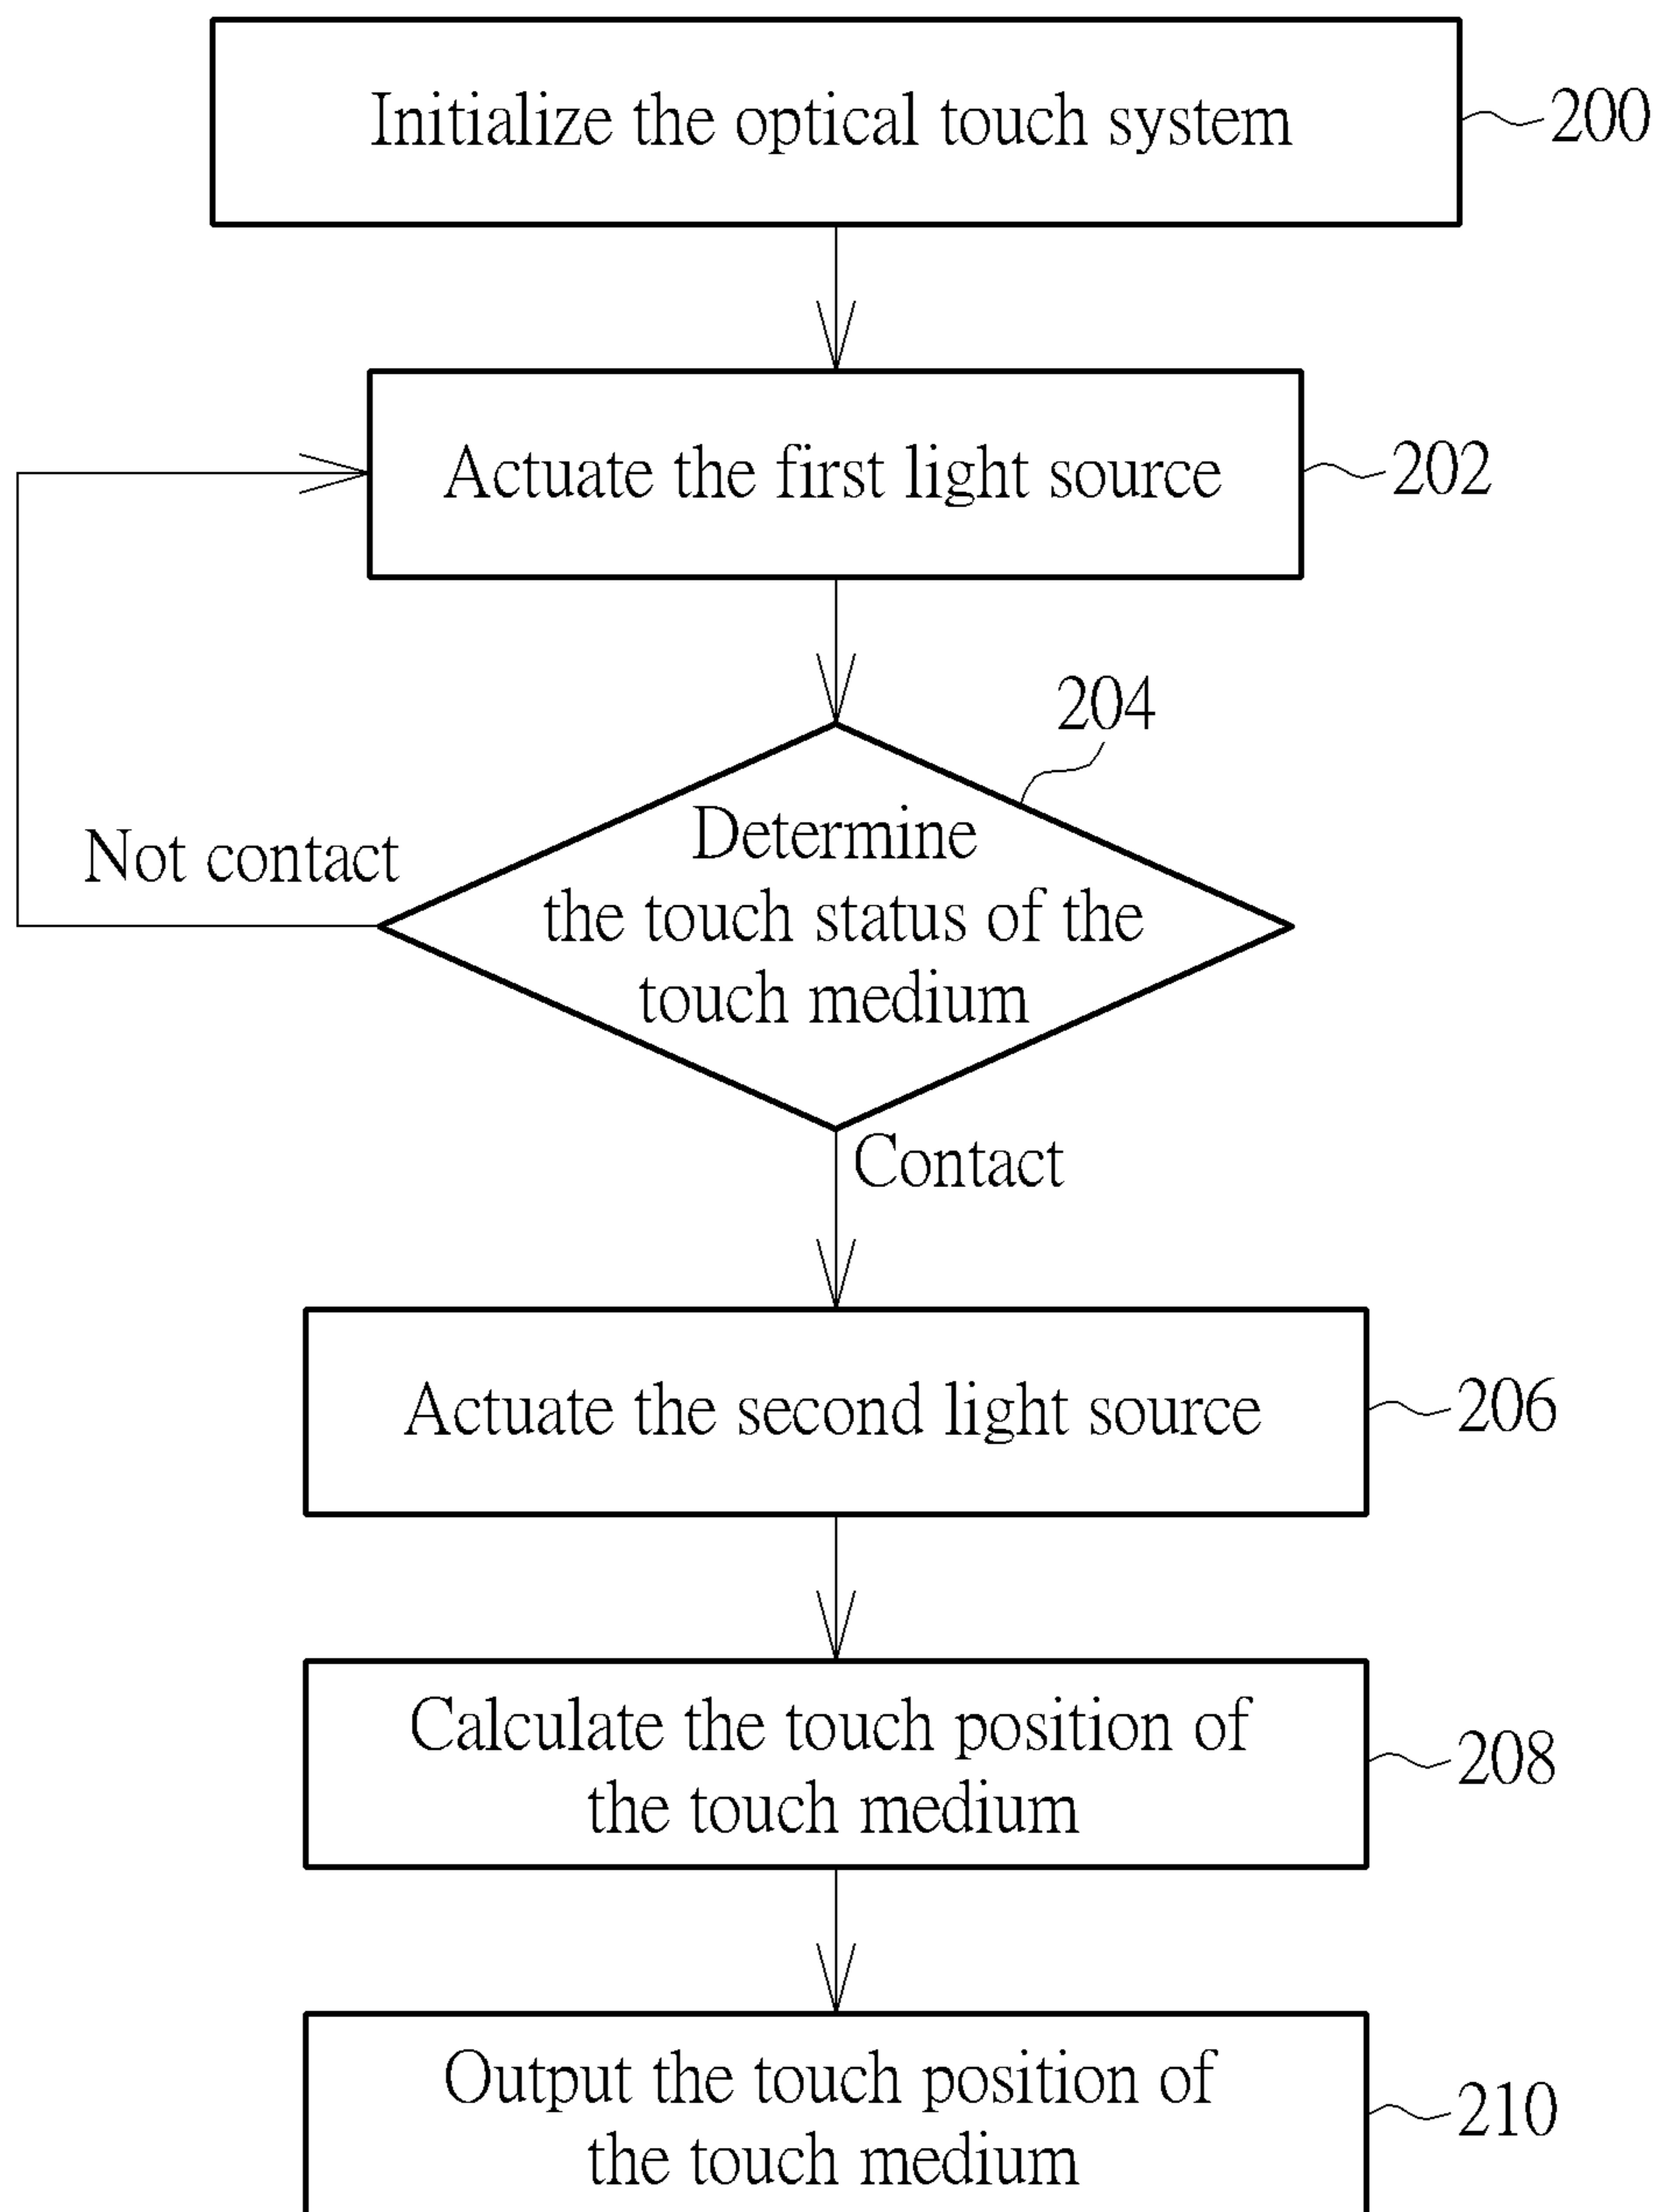 Initialize the optical touch system
200
Actuate the first light source
202
204
Determine
the touch status of the
touch medium
Not contact
Contact
Actuate the second light source
206
Calculate the touch position of
the touch medium
208
Output the touch position of
the touch medium
210